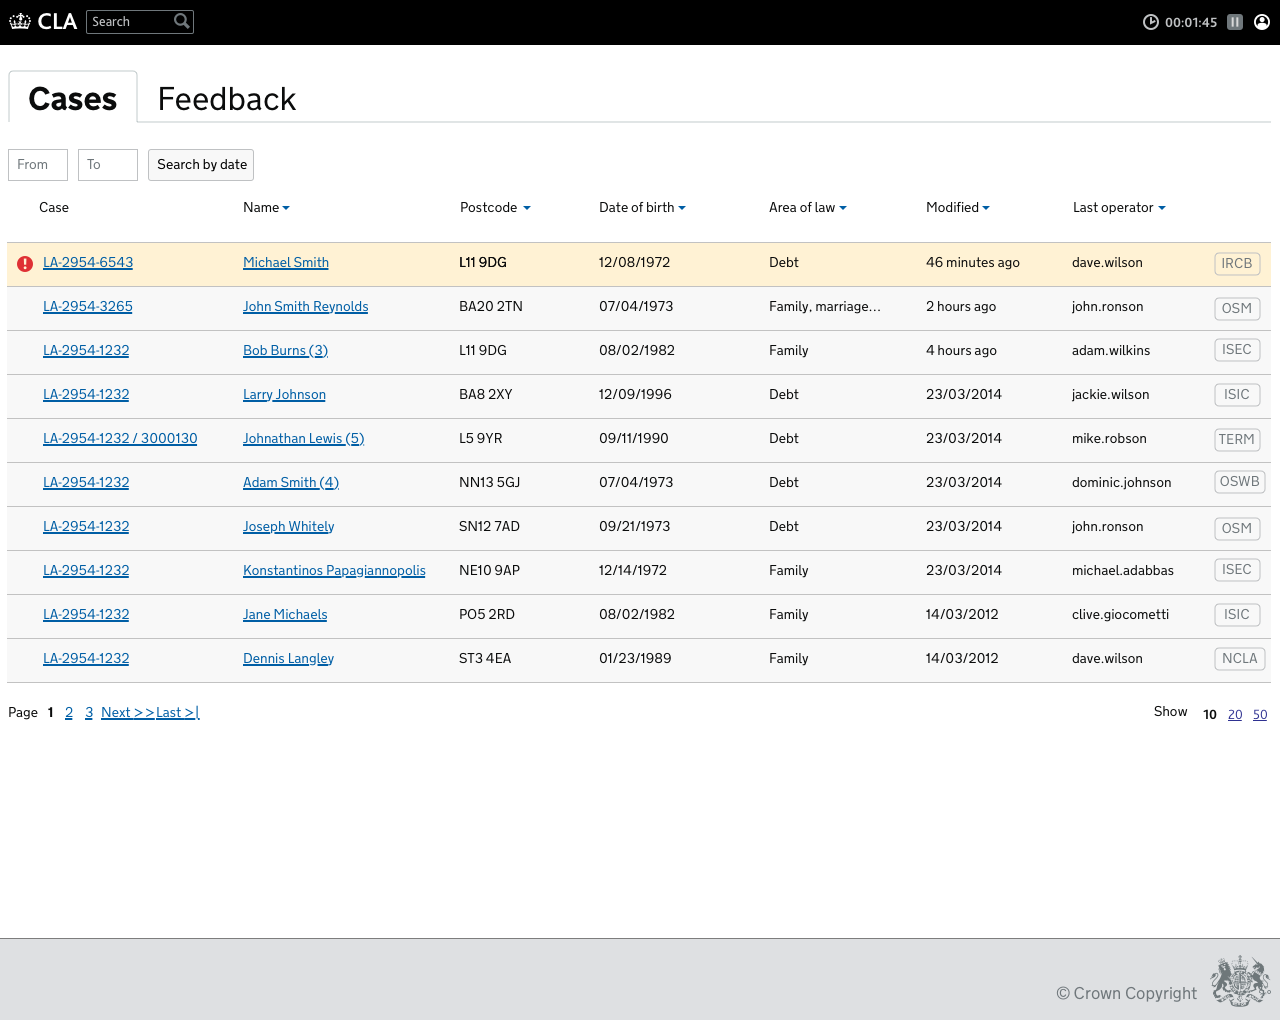 CLA Search 00:01:45
Cases Feedback
From To Search by date
Case Name Postcode Date of birth Area of law Modified Last operator
LA-2954-6543 Michael Smith L11 9DG 12/08/1972 Debt 46 minutes ago dave.wilson IRCB
LA-2954-3265 John Smith Reynolds BA20 2TN 07/04/1973 Family, marriage... 2 hours ago john.ronson OSM
LA-2954-1232 Bob Burns (3) L11 9DG 08/02/1982 Family 4 hours ago adam.wilkins ISEC
LA-2954-1232 Larry Johnson BA8 2XY 12/09/1996 Debt 23/03/2014 jackie.wilson ISIC
LA-2954-1232 / 3000130 Johnathan Lewis (5) L5 9YR 09/11/1990 Debt 23/03/2014 mike.robson TERM
LA-2954-1232 Adam Smith (4) NN13 5GJ 07/04/1973 Debt 23/03/2014 dominic.johnson OSWB
LA-2954-1232 Joseph Whitely SN12 7AD 09/21/1973 Debt 23/03/2014 john.ronson OSM
LA-2954-1232 Konstantinos Papagiannopolis NE10 9AP 12/14/1972 Family 23/03/2014 michael.adabbas ISEC
LA-2954-1232 Jane Michaels PO5 2RD 08/02/1982 Family 14/03/2012 clive.giocometti ISIC
LA-2954-1232 Dennis Langley ST3 4EA 01/23/1989 Family 14/03/2012 dave.wilson NCLA
Page 1 2 3 Next >> Last >| Show 10 20 50
© Crown Copyright